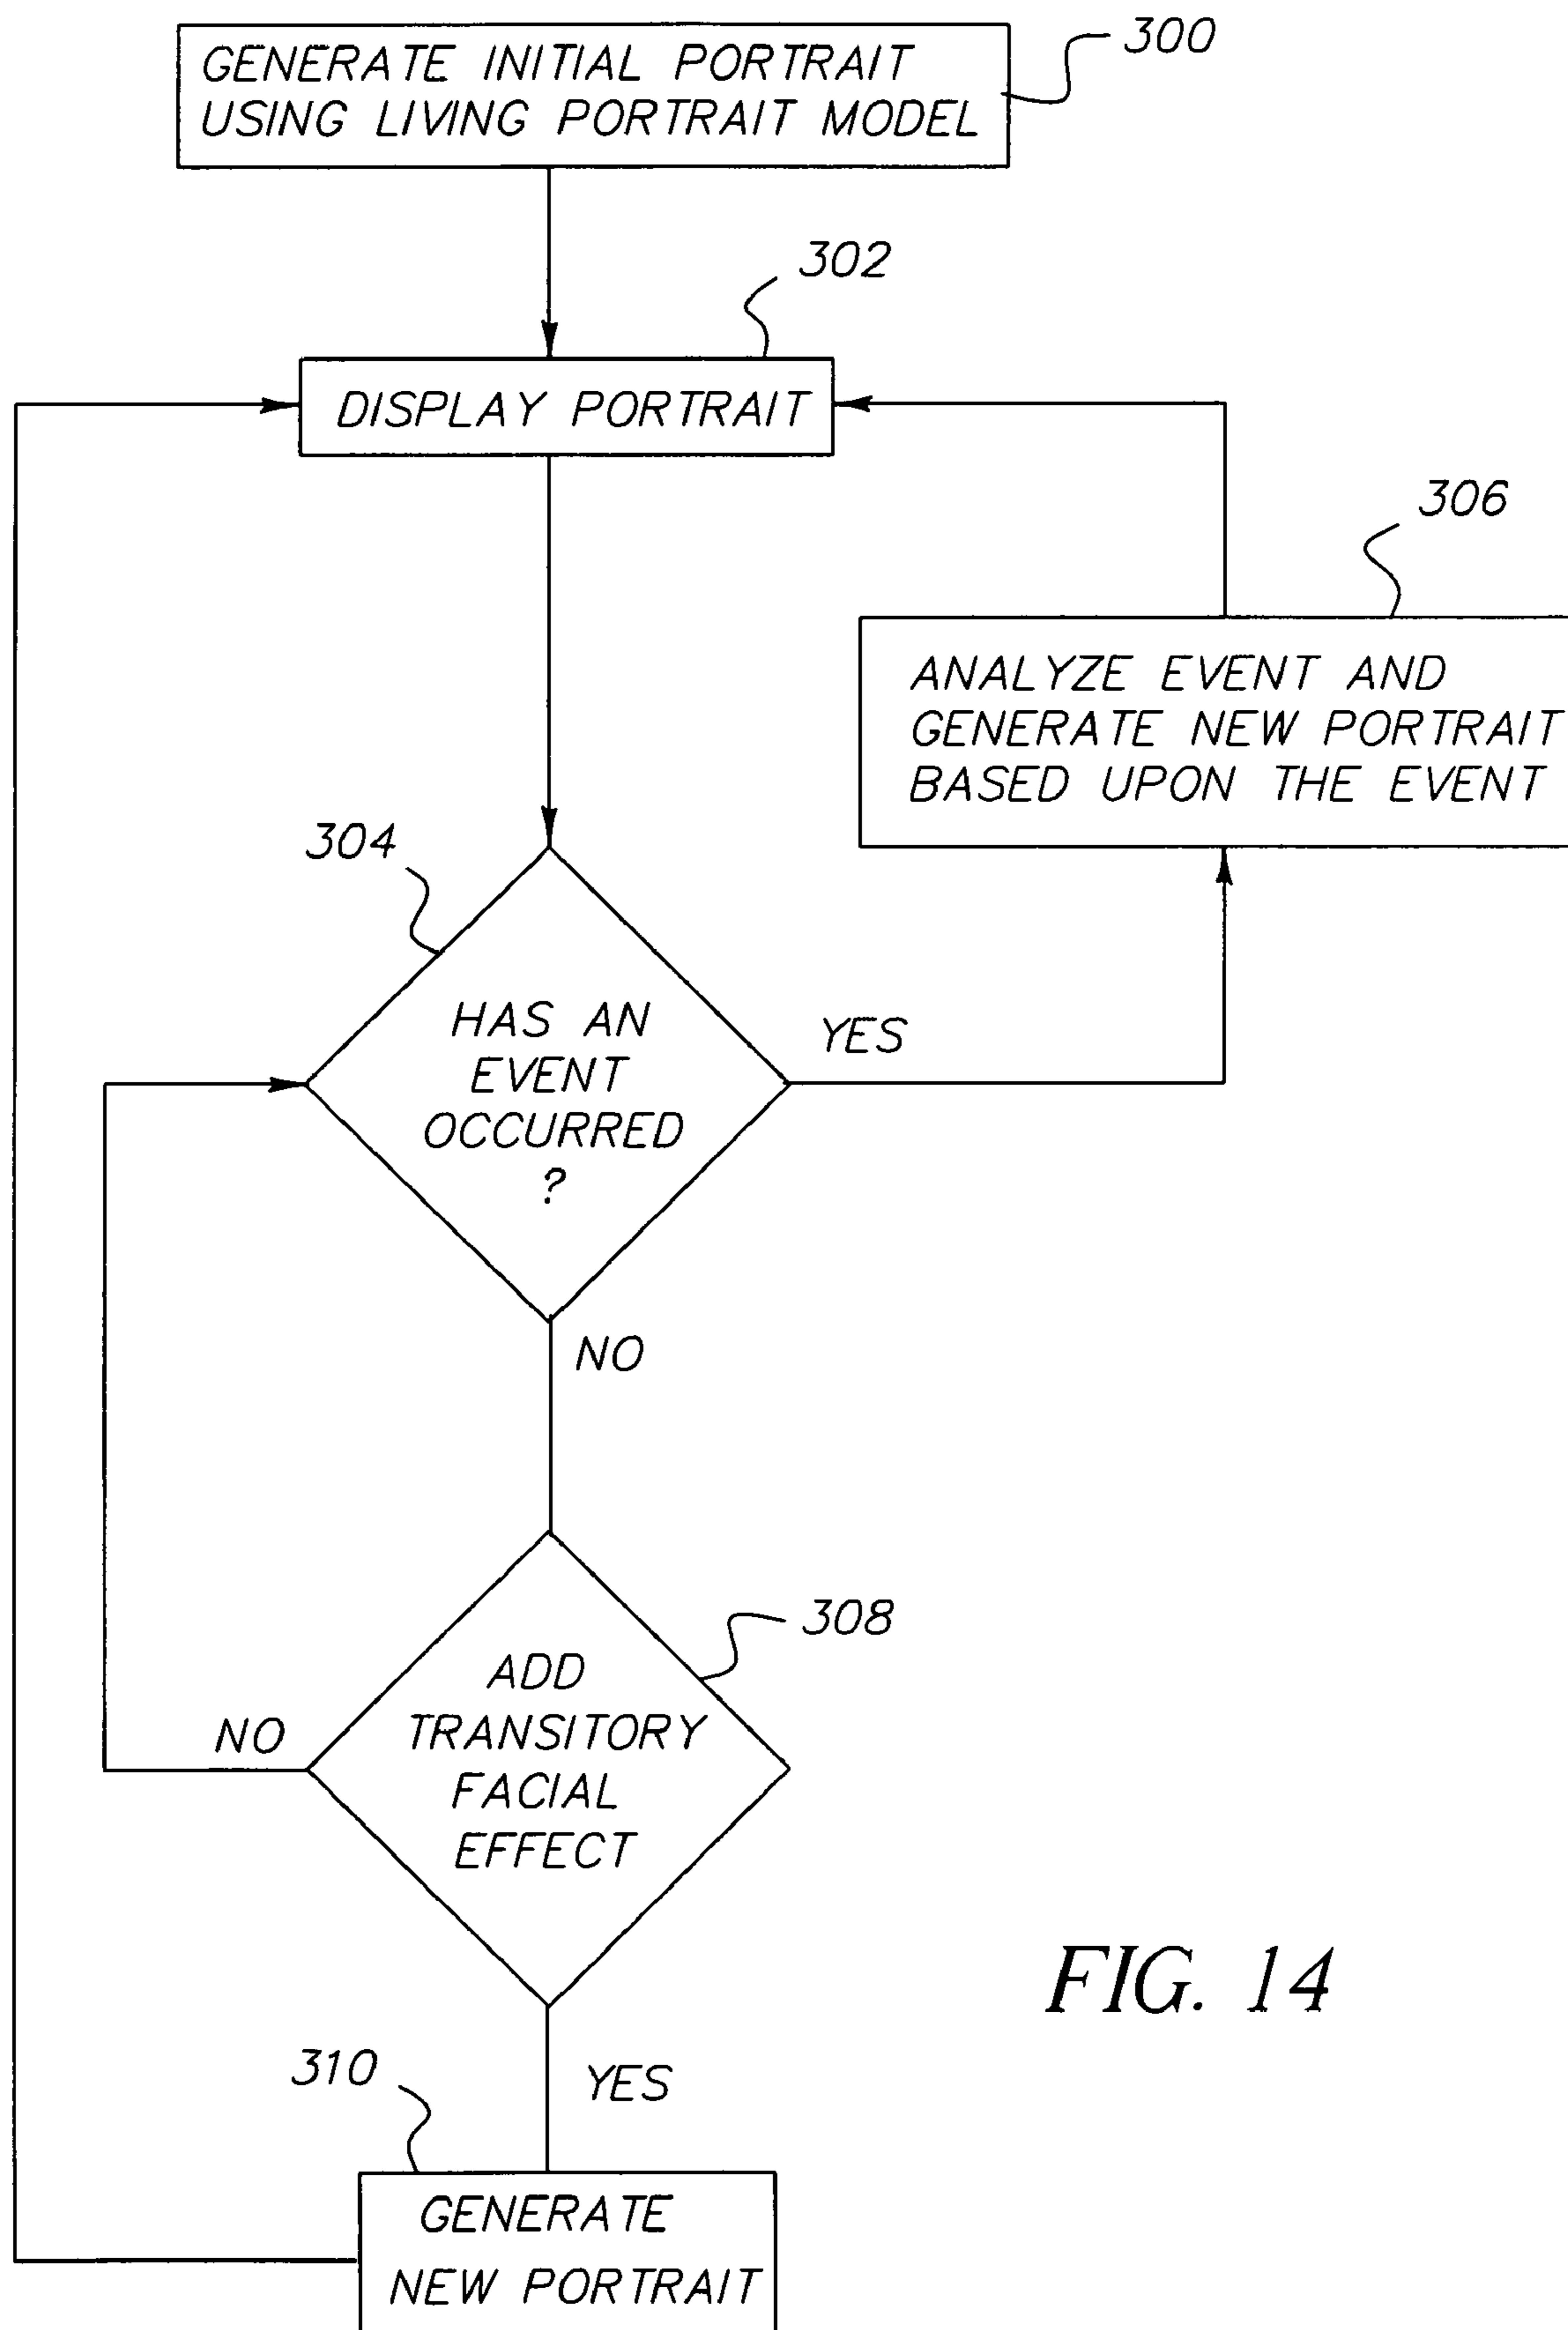 GENERATE INITIAL PORTRAIT
USING LIVING PORTRAIT MODEL
300
302
DISPLAY PORTRAIT
306
ANALYZE EVENT AND
GENERATE NEW PORTRAIT
BASED UPON THE EVENT
304
HAS AN
EVENT
OCCURRED
?
YES
NO
308
ADD
TRANSITORY
FACIAL
EFFECT
NO
YES
310
GENERATE
NEW PORTRAIT
FIG. 14